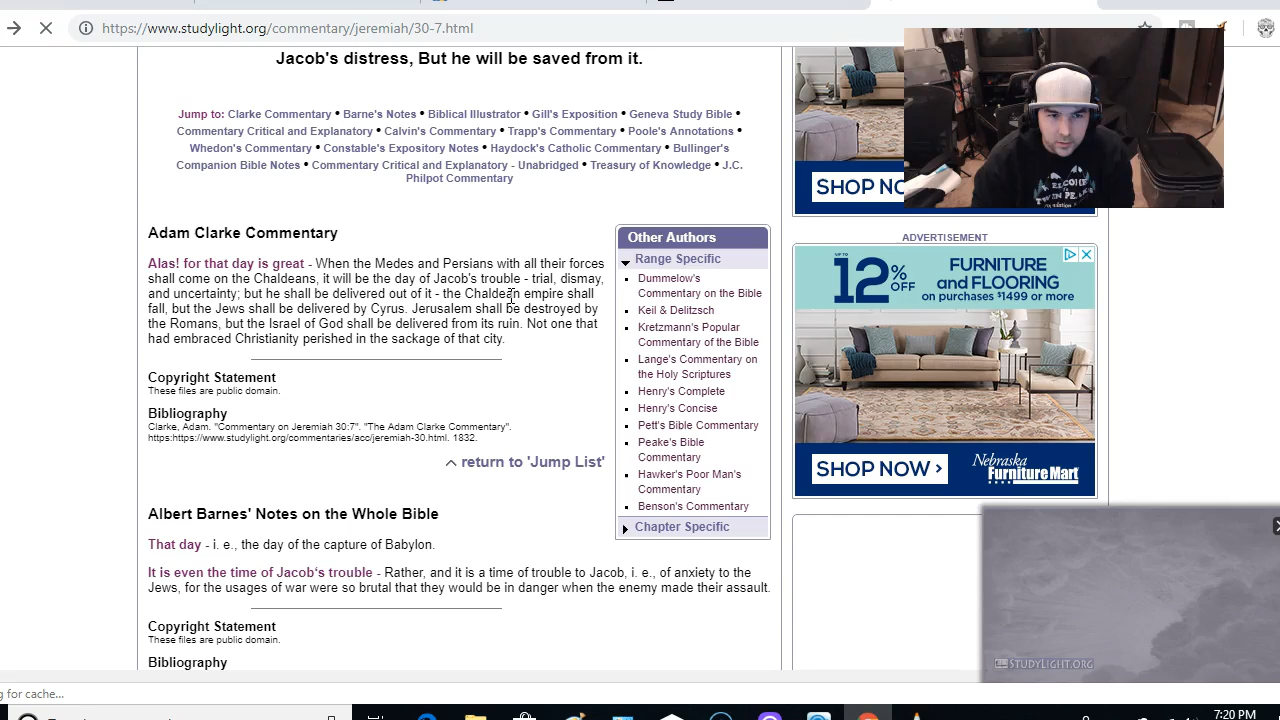 https://www.studylight.org/commentary/jeremiah/30-7.html
Jacob's distress, But he will be saved from it.
Jump to: Clarke Commentary • Barne's Notes • Biblical Illustrator • Gill's Exposition • Geneva Study Bible •
Commentary Critical and Explanatory • Calvin's Commentary • Trapp's Commentary • Poole's Annotations •
Whedon's Commentary • Constable's Expository Notes • Haydock's Catholic Commentary • Bullinger's
Companion Bible Notes • Commentary Critical and Explanatory - Unabridged • Treasury of Knowledge • J.C.
Philpot Commentary
Adam Clarke Commentary
Alas! for that day is great - When the Medes and Persians with all their forces
shall come on the Chaldeans, it will be the day of Jacob's trouble - trial, dismay,
and uncertainty; but he shall be delivered out of it - the Chaldean empire shall
fall, but the Jews shall be delivered by Cyrus. Jerusalem shall be destroyed by
the Romans, but the Israel of God shall be delivered from its ruin. Not one that
had embraced Christianity perished in the sackage of that city.
Copyright Statement
These files are public domain.
Bibliography
Clarke, Adam. "Commentary on Jeremiah 30:7". "The Adam Clarke Commentary".
https:https://www.studylight.org/commentaries/acc/jeremiah-30.html. 1832.
return to 'Jump List'
Albert Barnes' Notes on the Whole Bible
That day - i. e., the day of the capture of Babylon.
It is even the time of Jacob's trouble - Rather, and it is a time of trouble to Jacob, i. e., of anxiety to the
Jews, for the usages of war were so brutal that they would be in danger when the enemy made their assault.
Copyright Statement
These files are public domain.
Bibliography
Other Authors
Range Specific
Dummelow's
Commentary on the Bible
Keil & Delitzsch
Kretzmann's Popular
Commentary of the Bible
Lange's Commentary on
the Holy Scriptures
Henry's Complete
Henry's Concise
Pett's Bible Commentary
Peake's Bible
Commentary
Hawker's Poor Man's
Commentary
Benson's Commentary
Chapter Specific
SHOP NO
ADVERTISEMENT
UP TO
12% OFF
FURNITURE
and FLOORING
on purchases $1499 or more
SHOP NOW >
Nebraska
Furniture Mart
STUDYLIGHT.ORG
g for cache...
7:20 PM